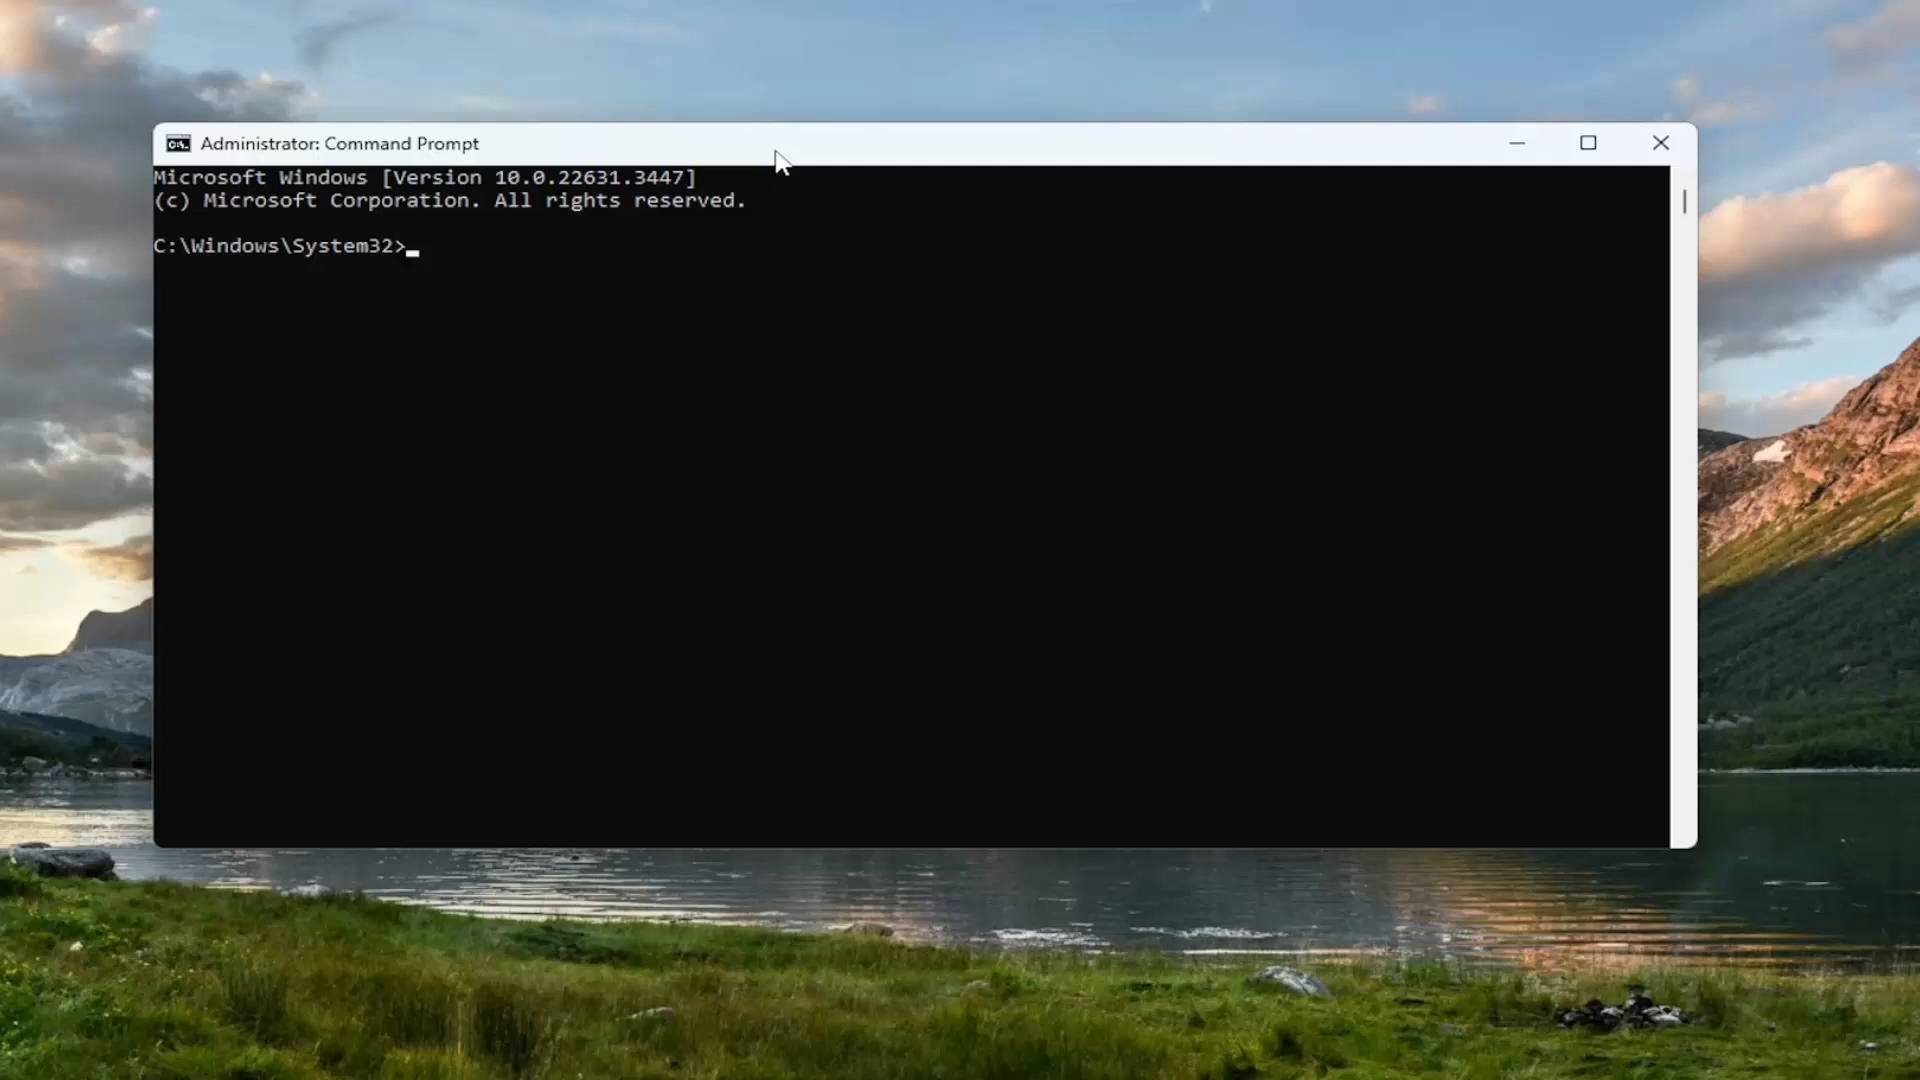 Administrator: Command Prompt
Microsoft Windows [Version 10.0.22631.3447]
(c) Microsoft Corporation. All rights reserved.
C:\Windows\System32>